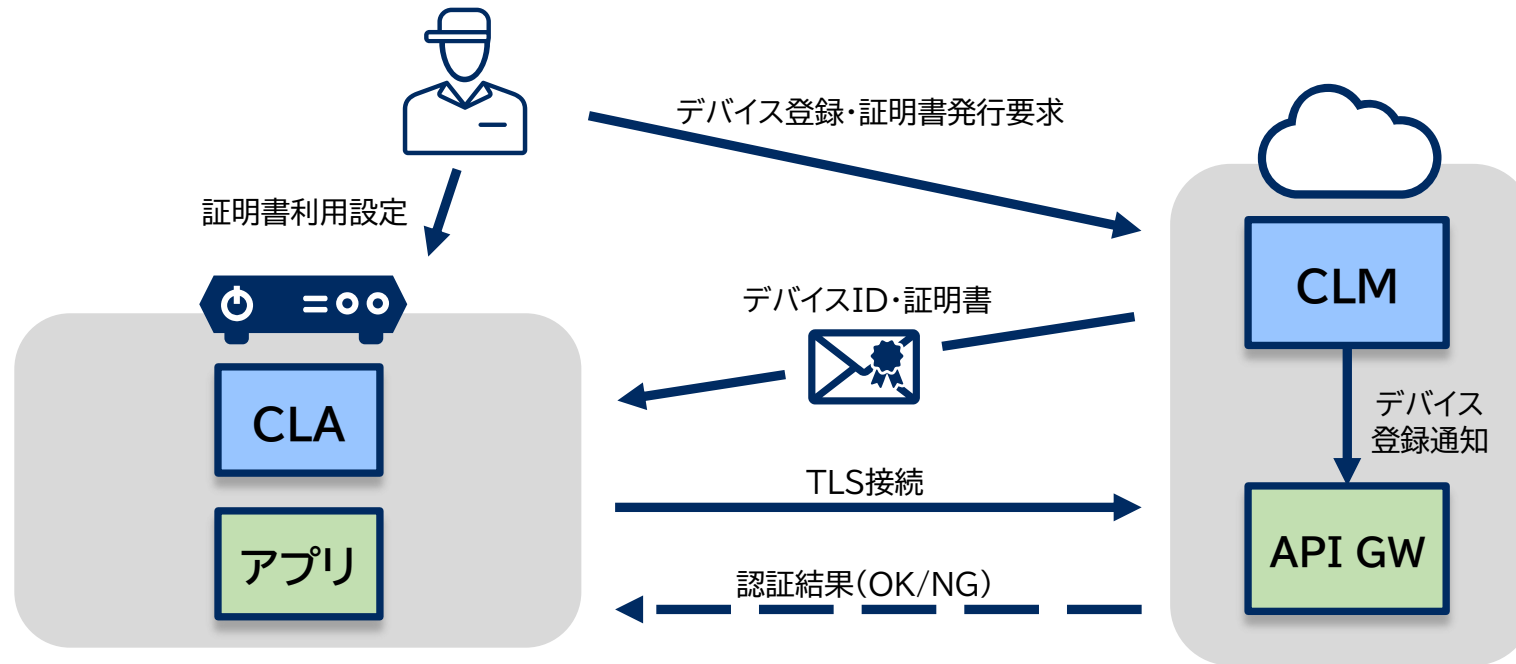 デバイス登録・証明書発行要求
証明書利用設定
CLM
デバイスID・証明書
デバイス
登録通知
CLA
TLS接続
アプリ
API GW
認証結果(OK/NG)